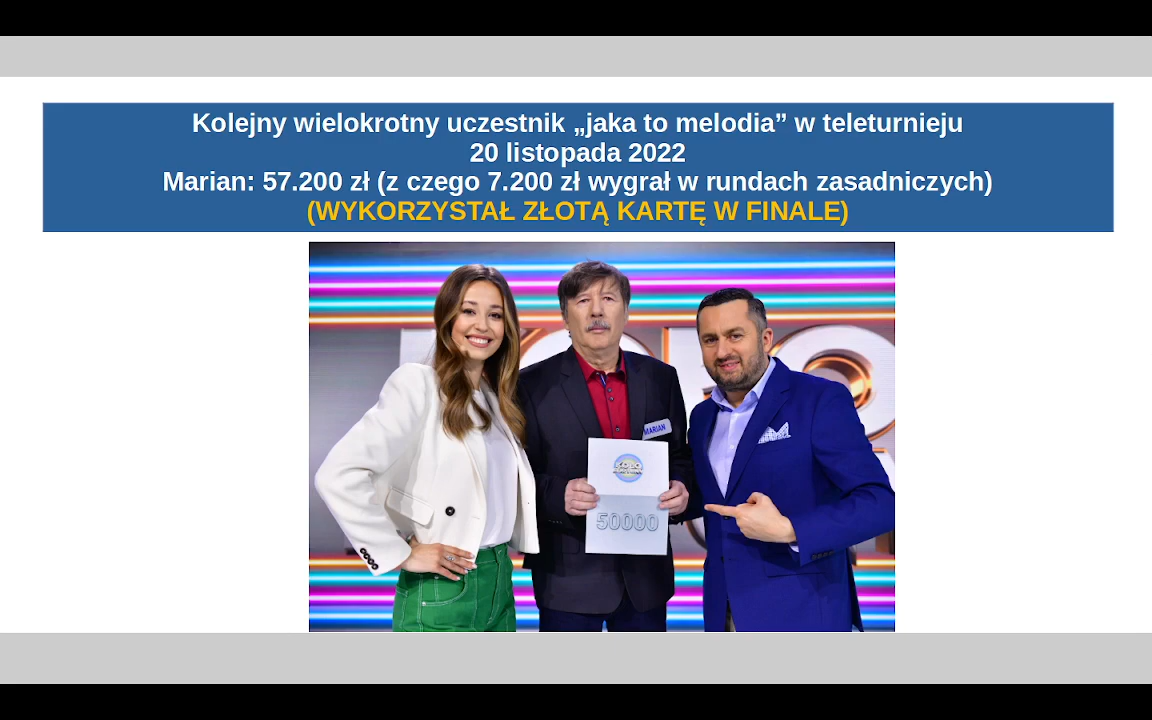 Kolejny wielokrotny uczestnik „jaka to melodia” w teleturnieju
20 listopada 2022
Marian: 57.200 zł (z czego 7.200 zł wygrał w rundach zasadniczych)
(WYKORZYSTAŁ ZŁOTĄ KARTĘ W FINALE)
MARIAN
KOŁO
50000